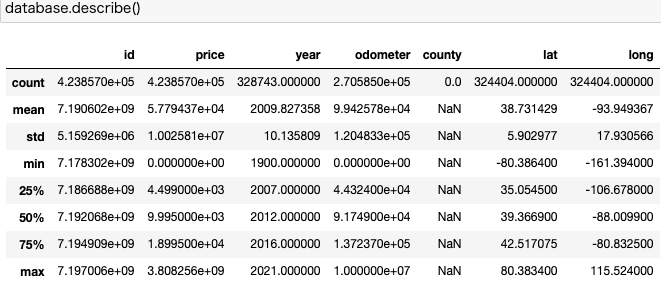 database.describe()
id price year odometer county lat long
count 4.238570e+05 4.238570e+05 328743.000000 2.705850e+05 0.0 324404.000000 324404.000000
mean 7.190602e+09 5.779437e+04 2009.827358 9.942578e+04 NaN 38.731429 -93.949367
std 5.159269e+06 1.002581e+07 10.135809 1.204833e+05 NaN 5.902977 17.930566
min 7.178302e+09 0.000000e+00 1900.000000 0.000000e+00 NaN -80.386400 -161.394000
25% 7.186688e+09 4.499000e+03 2007.000000 4.432400e+04 NaN 35.054500 -106.678000
50% 7.192068e+09 9.995000e+03 2012.000000 9.174900e+04 NaN 39.366900 -88.009900
75% 7.194909e+09 1.899500e+04 2016.000000 1.372370e+05 NaN 42.517075 -80.832500
max 7.197006e+09 3.808256e+09 2021.000000 1.000000e+07 NaN 80.383400 115.524000